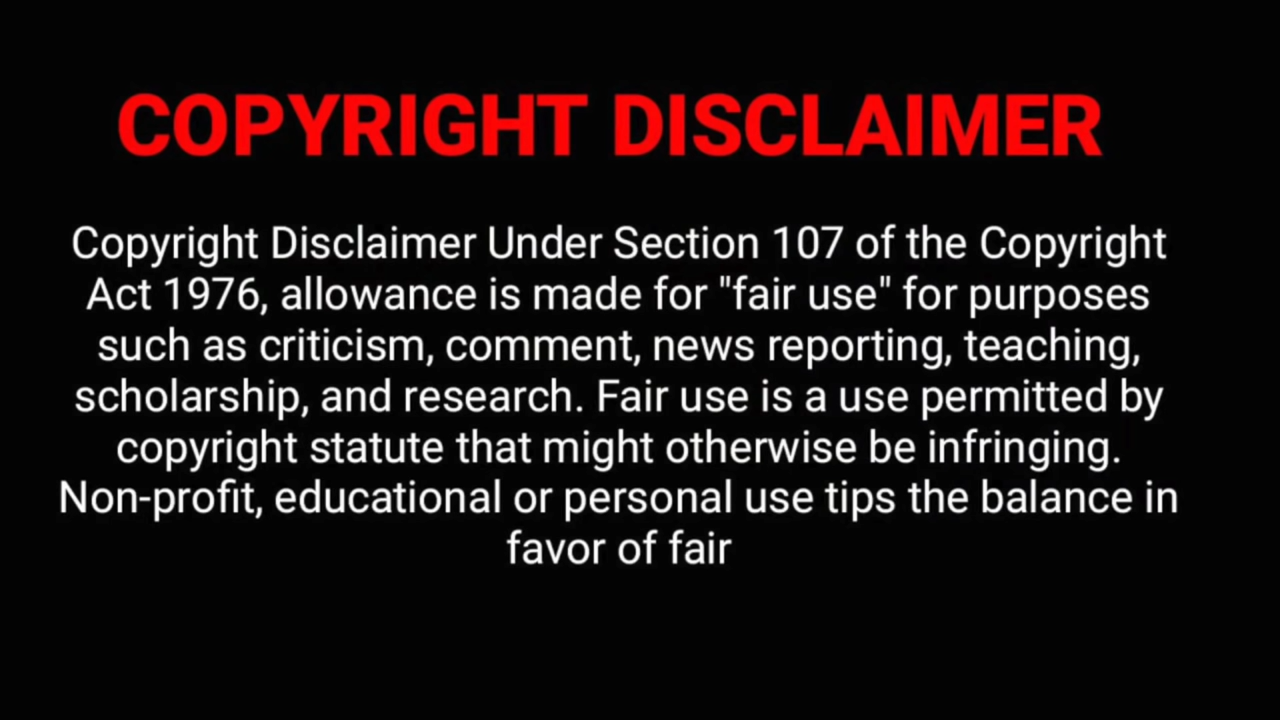 COPYRIGHT DISCLAIMER
Copyright Disclaimer Under Section 107 of the Copyright
Act 1976, allowance is made for "fair use" for purposes
such as criticism, comment, news reporting, teaching,
scholarship, and research. Fair use is a use permitted by
copyright statute that might otherwise be infringing.
Non-profit, educational or personal use tips the balance in
favor of fair